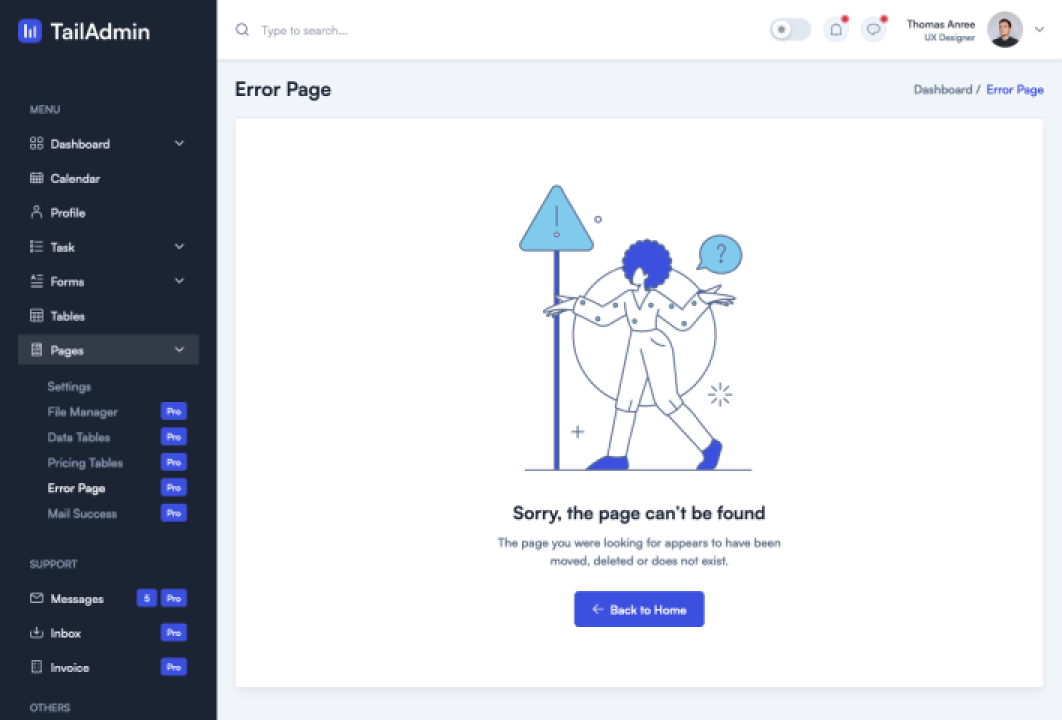 TailAdmin
Type to search...
Thomas Anree
UX Designer
MENU
Dashboard
Calendar
Profile
Task
Forms
Tables
Pages
Settings
File Manager Pro
Data Tables Pro
Pricing Tables Pro
Error Page Pro
Mail Success Pro
SUPPORT
Messages 5 Pro
Inbox Pro
Invoice Pro
OTHERS
Error Page
Dashboard / Error Page
!
?
Sorry, the page can't be found
The page you were looking for appears to have been
moved, deleted or does not exist.
← Back to Home